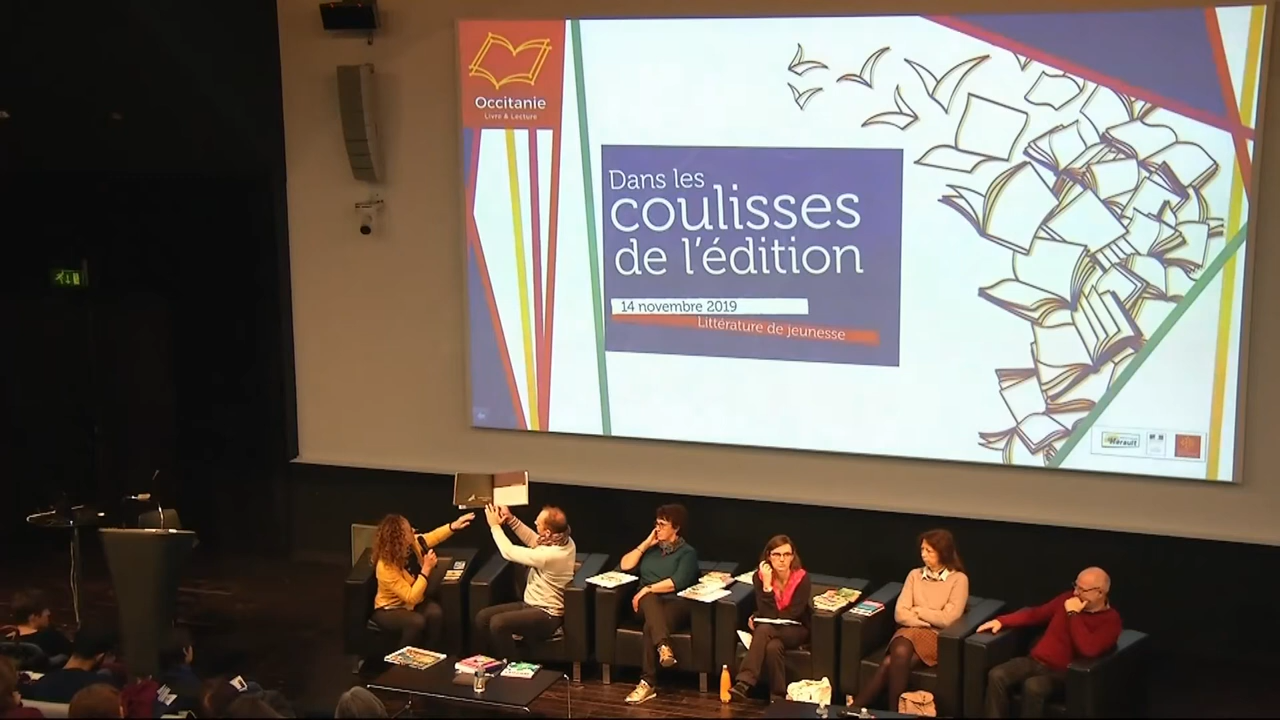 Occitanie
Livre & Lecture
Dans les
coulisses
de l'édition
14 novembre 2019
Littérature de jeunesse
Hérault